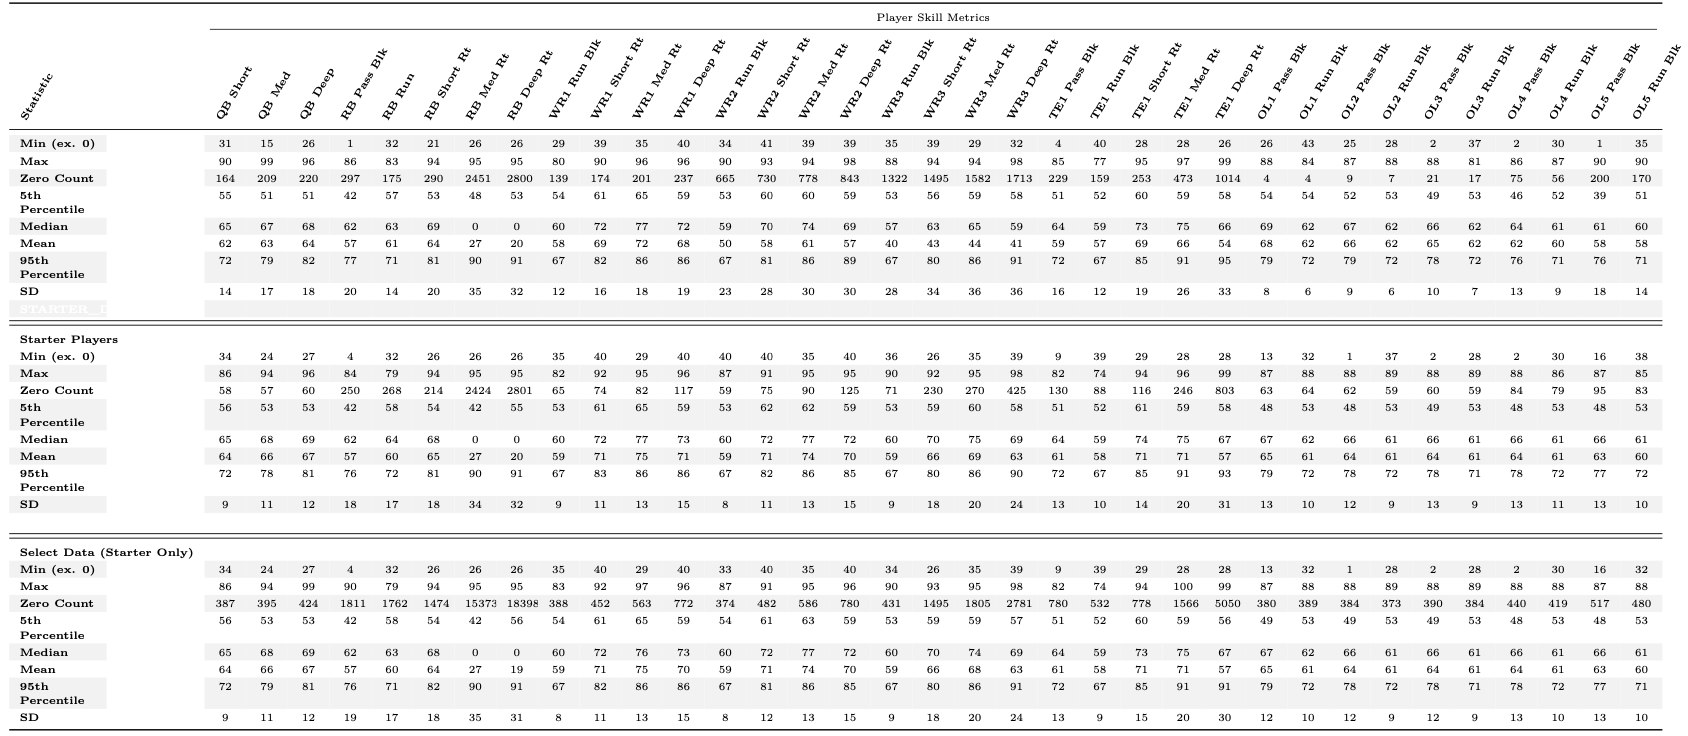 Player Skill Metrics
Statistic QB Short QB Med QB Deep RB Pass Blk RB Run RB Short Rt RB Med Rt RB Deep Rt WR1 Run Blk WR1 Short Rt WR1 Med Rt WR1 Deep Rt WR2 Run Blk WR2 Short Rt WR2 Med Rt WR2 Deep Rt WR3 Run Blk WR3 Short Rt WR3 Med Rt WR3 Deep Rt TE1 Pass Blk TE1 Run Blk TE1 Short Rt TE1 Med Rt TE1 Deep Rt OL1 Pass Blk OL1 Run Blk OL2 Pass Blk OL2 Run Blk OL3 Pass Blk OL3 Run Blk OL4 Pass Blk OL4 Run Blk OL5 Pass Blk OL5 Run Blk
Min (ex. 0) 31 15 26 1 32 21 26 26 29 39 35 40 34 41 39 39 35 39 29 32 4 40 28 28 26 26 43 25 28 2 37 2 30 1 35
Max 90 99 96 86 83 94 95 95 80 90 96 96 90 93 94 98 88 94 94 98 85 77 95 97 99 88 84 87 88 88 81 86 87 90 90
Zero Count 164 209 220 297 175 290 2451 2800 139 174 201 237 665 730 778 843 1322 1495 1582 1713 229 159 253 473 1014 4 4 9 7 21 17 75 56 200 170
5th 55 51 51 42 57 53 48 53 54 61 65 59 53 60 60 59 53 56 59 58 51 52 60 59 58 54 54 52 53 49 53 46 52 39 51
Percentile
Median 65 67 68 62 63 69 0 0 60 72 77 72 59 70 74 69 57 63 65 59 64 59 73 75 66 69 62 67 62 66 62 64 61 61 60
Mean 62 63 64 57 61 64 27 20 58 69 72 68 50 58 61 57 40 43 44 41 59 57 69 66 54 68 62 66 62 65 62 62 60 58 58
95th 72 79 82 77 71 81 90 91 67 82 86 86 67 81 86 89 67 80 86 91 72 67 85 91 95 79 72 79 72 78 72 76 71 76 71
Percentile
SD 14 17 18 20 14 20 35 32 12 16 18 19 23 28 30 30 28 34 36 36 16 12 19 26 33 8 6 9 6 10 7 13 9 18 14
Starter Players
Min (ex. 0) 34 24 27 4 32 26 26 26 35 40 29 40 40 40 35 40 36 26 35 39 9 39 29 28 28 13 32 1 37 2 28 2 30 16 38
Max 86 94 96 84 79 94 95 95 82 92 95 96 87 91 95 95 90 92 95 98 82 74 94 96 99 87 88 88 89 88 89 88 86 87 85
Zero Count 58 57 60 250 268 214 2424 2801 65 74 82 117 59 75 90 125 71 230 270 425 130 88 116 246 803 63 64 62 59 60 59 84 79 95 83
5th 56 53 53 42 58 54 42 55 53 61 65 59 53 62 62 59 53 59 60 58 51 52 61 59 58 48 53 48 53 49 53 48 53 48 53
Percentile
Median 65 68 69 62 64 68 0 0 60 72 77 73 60 72 77 72 60 70 75 69 64 59 74 75 67 67 62 66 61 66 61 66 61 66 61
Mean 64 66 67 57 60 65 27 20 59 71 75 71 59 71 74 70 59 66 69 63 61 58 71 71 57 65 61 64 61 64 61 64 61 63 60
95th 72 78 81 76 72 81 90 91 67 83 86 86 67 82 86 85 67 80 86 90 72 67 85 91 93 79 72 78 72 78 71 78 72 77 72
Percentile
SD 9 11 12 18 17 18 34 32 9 11 13 15 8 11 13 15 9 18 20 24 13 10 14 20 31 13 10 12 9 13 9 13 11 13 10
Select Data (Starter Only)
Min (ex. 0) 34 24 27 4 32 26 26 26 35 40 29 40 33 40 35 40 34 26 35 39 9 39 29 28 28 13 32 1 28 2 28 2 30 16 32
Max 86 94 99 90 79 94 95 95 83 92 97 96 87 91 95 96 90 93 95 98 82 74 94 100 99 87 88 88 89 88 89 88 88 87 88
Zero Count 387 395 424 1811 1762 1474 15373 18398 388 452 563 772 374 482 586 780 431 1495 1805 2781 780 532 778 1566 5050 380 389 384 373 390 384 440 419 517 480
5th 56 53 53 42 58 54 42 56 54 61 65 59 54 61 63 59 53 59 59 57 51 52 60 59 56 49 53 49 53 49 53 48 53 48 53
Percentile
Median 65 68 69 62 63 68 0 0 60 72 76 73 60 72 77 72 60 70 74 69 64 59 73 75 67 67 62 66 61 66 61 66 61 66 61
Mean 64 66 67 57 60 64 27 19 59 71 75 70 59 71 74 70 59 66 68 63 61 58 71 71 57 65 61 64 61 64 61 64 61 63 60
95th 72 79 81 76 71 82 90 91 67 82 86 86 67 81 86 85 67 80 86 91 72 67 85 91 91 79 72 78 72 78 71 78 72 77 71
Percentile
SD 9 11 12 19 17 18 35 31 8 11 13 15 8 12 13 15 9 18 20 24 13 9 15 20 30 12 10 12 9 12 9 13 10 13 10